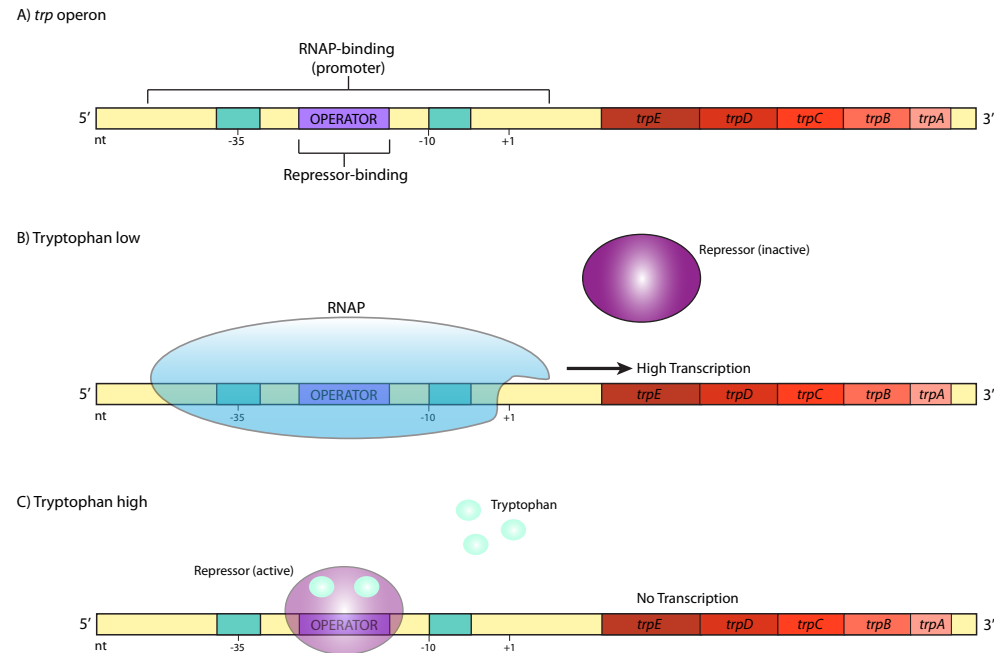 A) trp operon
RNAP-binding
(promoter)
5′ OPERATOR trpE trpD trpC trpB trpA 3′
nt -35 -10 +1
Repressor-binding
B) Tryptophan low
Repressor (inactive)
RNAP
High Transcription
5′ OPERATOR trpE trpD trpC trpB trpA 3′
nt -35 -10 +1
C) Tryptophan high
Tryptophan
Repressor (active)
No Transcription
5′ OPERATOR trpE trpD trpC trpB trpA 3′
nt -35 -10 +1